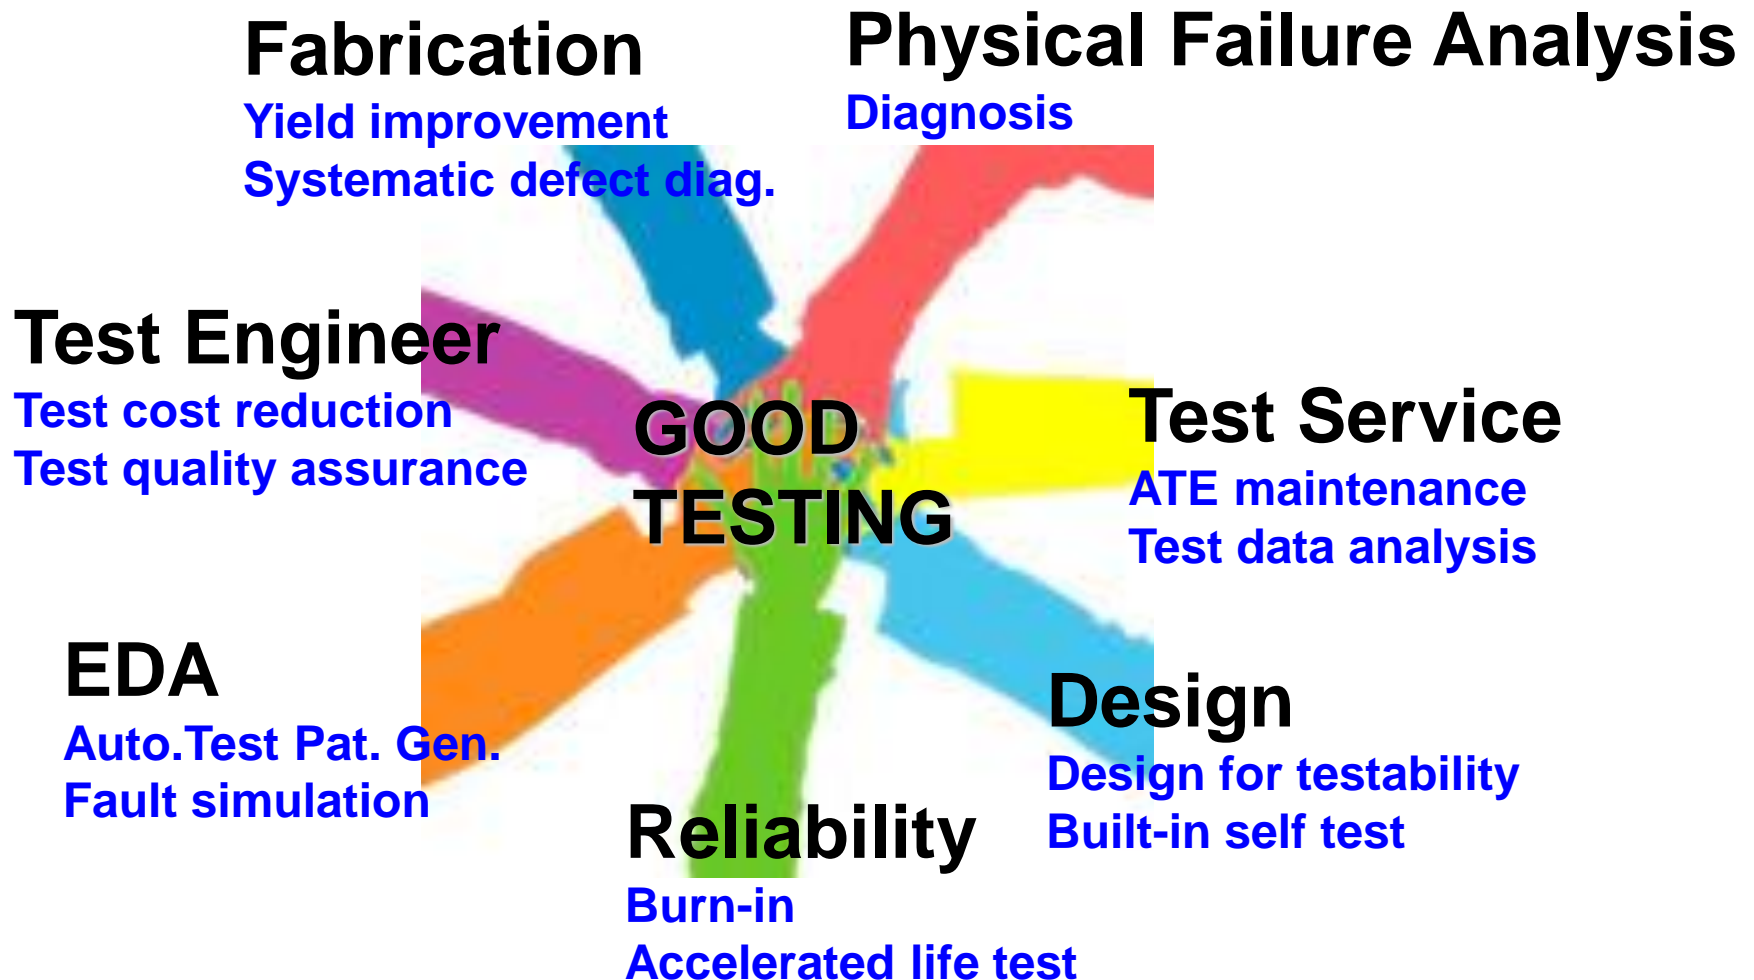 Fabrication
Yield improvement
Systematic defect diag.
Physical Failure Analysis
Diagnosis
Test Engineer
Test cost reduction
Test quality assurance
GOOD
TESTING
Test Service
ATE maintenance
Test data analysis
EDA
Auto.Test Pat. Gen.
Fault simulation
Design
Design for testability
Built-in self test
Reliability
Burn-in
Accelerated life test